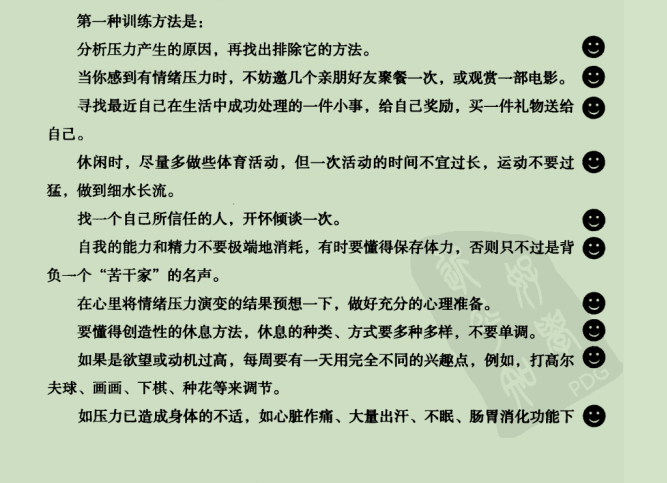 第一种训练方法是：
分析压力产生的原因，再找出排除它的方法。
当你感到有情绪压力时，不妨邀几个亲朋好友聚餐一次，或观赏一部电影。
寻找最近自己在生活中成功处理的一件小事，给自己奖励，买一件礼物送给
自己。
休闲时，尽量多做些体育活动，但一次活动的时间不宜过长，运动不要过
猛，做到细水长流。
找一个自己所信任的人，开怀倾谈一次。
自我的能力和精力不要极端地消耗，有时要懂得保存体力，否则只不过是背
负一个“苦干家”的名声。
在心里将情绪压力演变的结果预想一下，做好充分的心理准备。
要懂得创造性的休息方法，休息的种类、方式要多种多样，不要单调。
如果是欲望或动机过高，每周要有一天用完全不同的兴趣点，例如，打高尔
夫球、画画、下棋、种花等来调节。
如压力已造成身体的不适，如心脏作痛、大量出汗、不眠、肠胃消化功能下
PDG